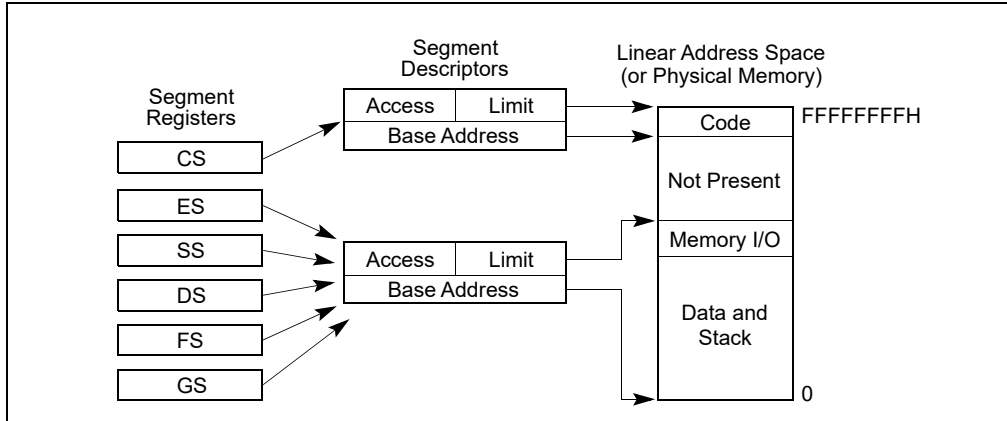 Segment
Registers
CS
ES
SS
DS
FS
GS
Segment
Descriptors
Access
Limit
Base Address
Access
Limit
Base Address
Linear Address Space
(or Physical Memory)
Code
FFFFFFFFH
Not Present
Memory I/O
Data and
Stack
0